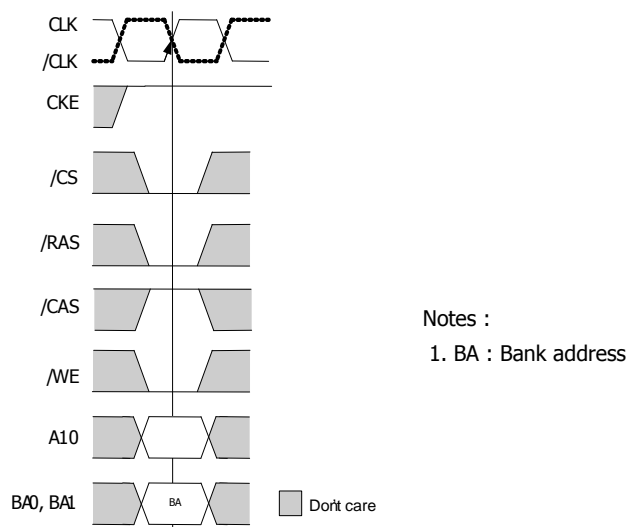 CLK
/CLK
CKE
/CS
/RAS
/CAS
/WE
A10
BA0, BA1
BA
Don't care
Notes :
1. BA : Bank address